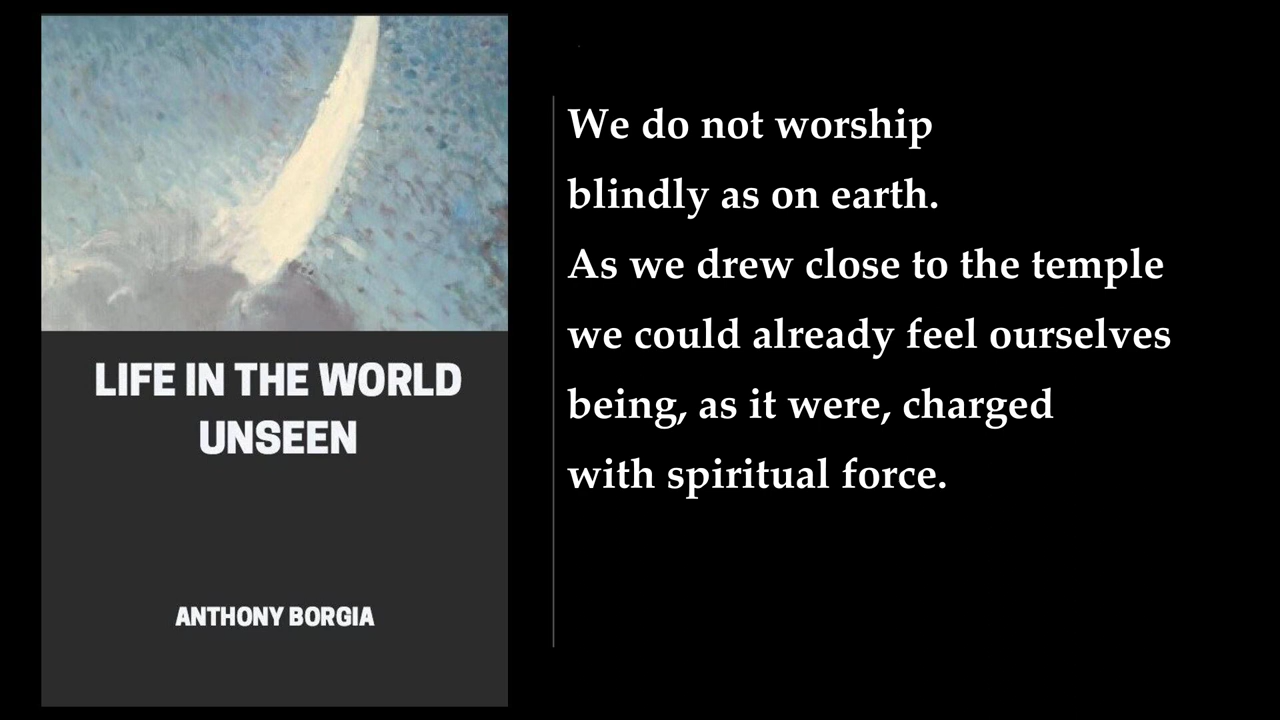 LIFE IN THE WORLD
UNSEEN
ANTHONY BORGIA
We do not worship
blindly as on earth.
As we drew close to the temple
we could already feel ourselves
being, as it were, charged
with spiritual force.